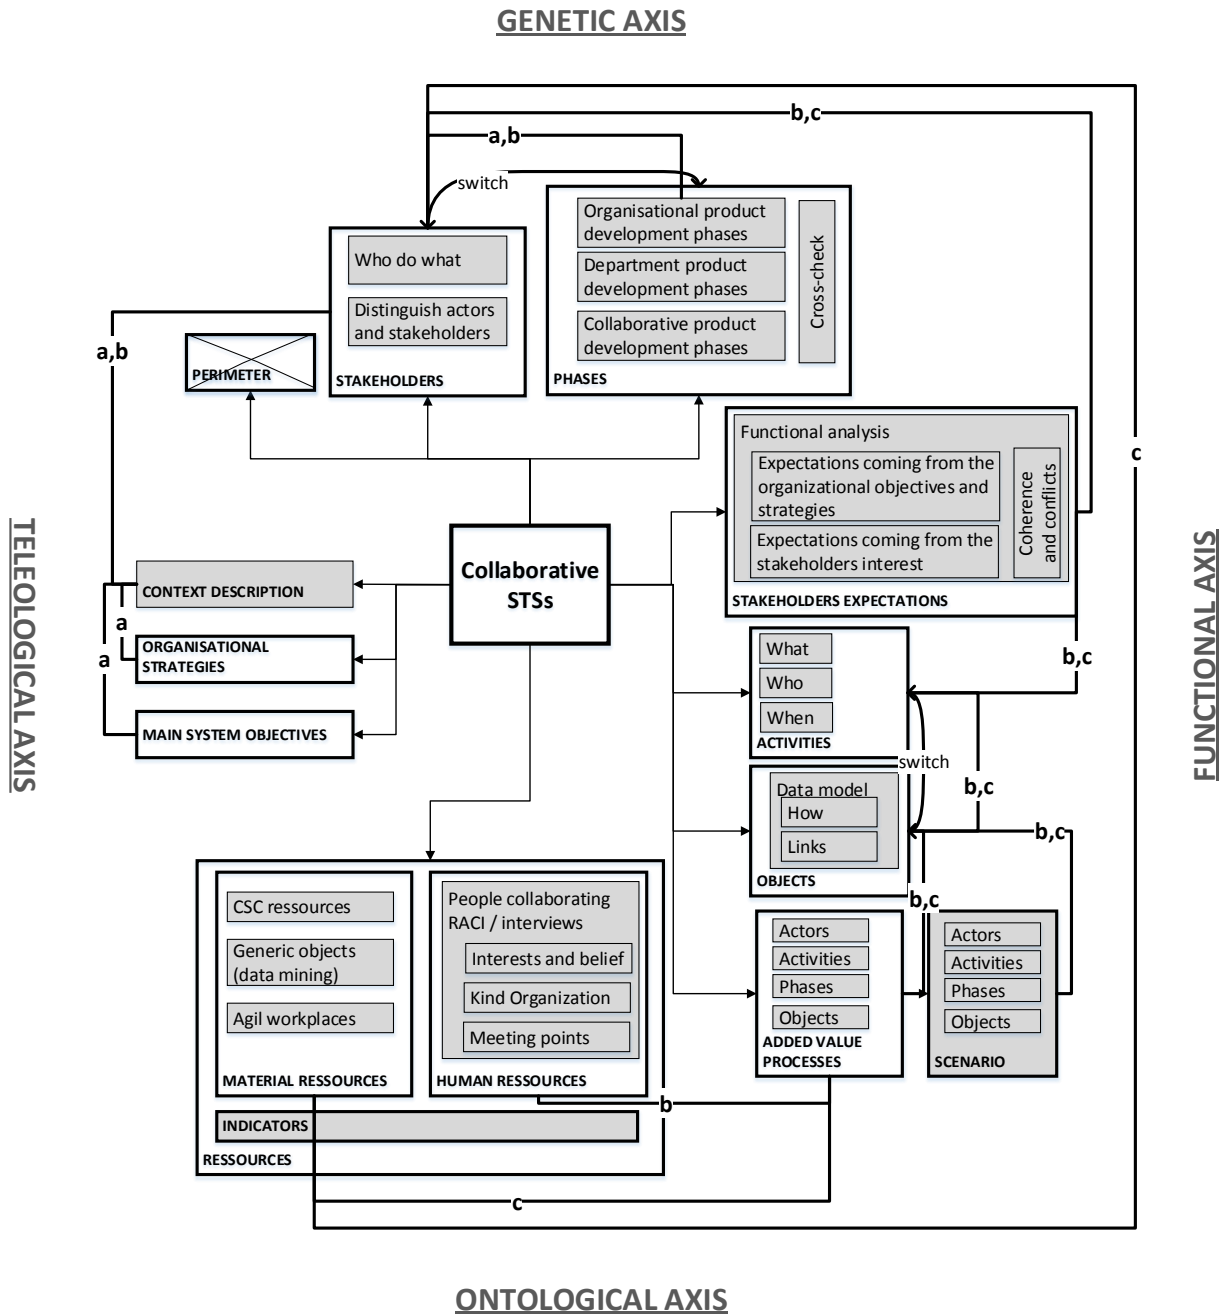 GENETIC AXIS
b,c
a,b
switch
Organisational product
development phases
Department product
development phases
Collaborative product
development phases
Cross-check
PHASES
Who do what
Distinguish actors
and stakeholders
STAKEHOLDERS
a,b
PERIMETER
Functional analysis
Expectations coming from the
organizational objectives and
strategies
Expectations coming from the
stakeholders interest
Coherence
and conflicts
STAKEHOLDERS EXPECTATIONS
c
TELEOLOGICAL AXIS
FUNCTIONAL AXIS
Collaborative
STSs
CONTEXT DESCRIPTION
a
ORGANISATIONAL
STRATEGIES
a
MAIN SYSTEM OBJECTIVES
What
Who
When
ACTIVITIES
b,c
switch
b,c
Data model
How
Links
OBJECTS
b,c
b,c
CSC ressources
Generic objects
(data mining)
Agil workplaces
MATERIAL RESSOURCES
People collaborating
RACI / interviews
Interests and belief
Kind Organization
Meeting points
HUMAN RESSOURCES
Actors
Activities
Phases
Objects
ADDED VALUE
PROCESSES
Actors
Activities
Phases
Objects
SCENARIO
b
INDICATORS
RESSOURCES
c
ONTOLOGICAL AXIS